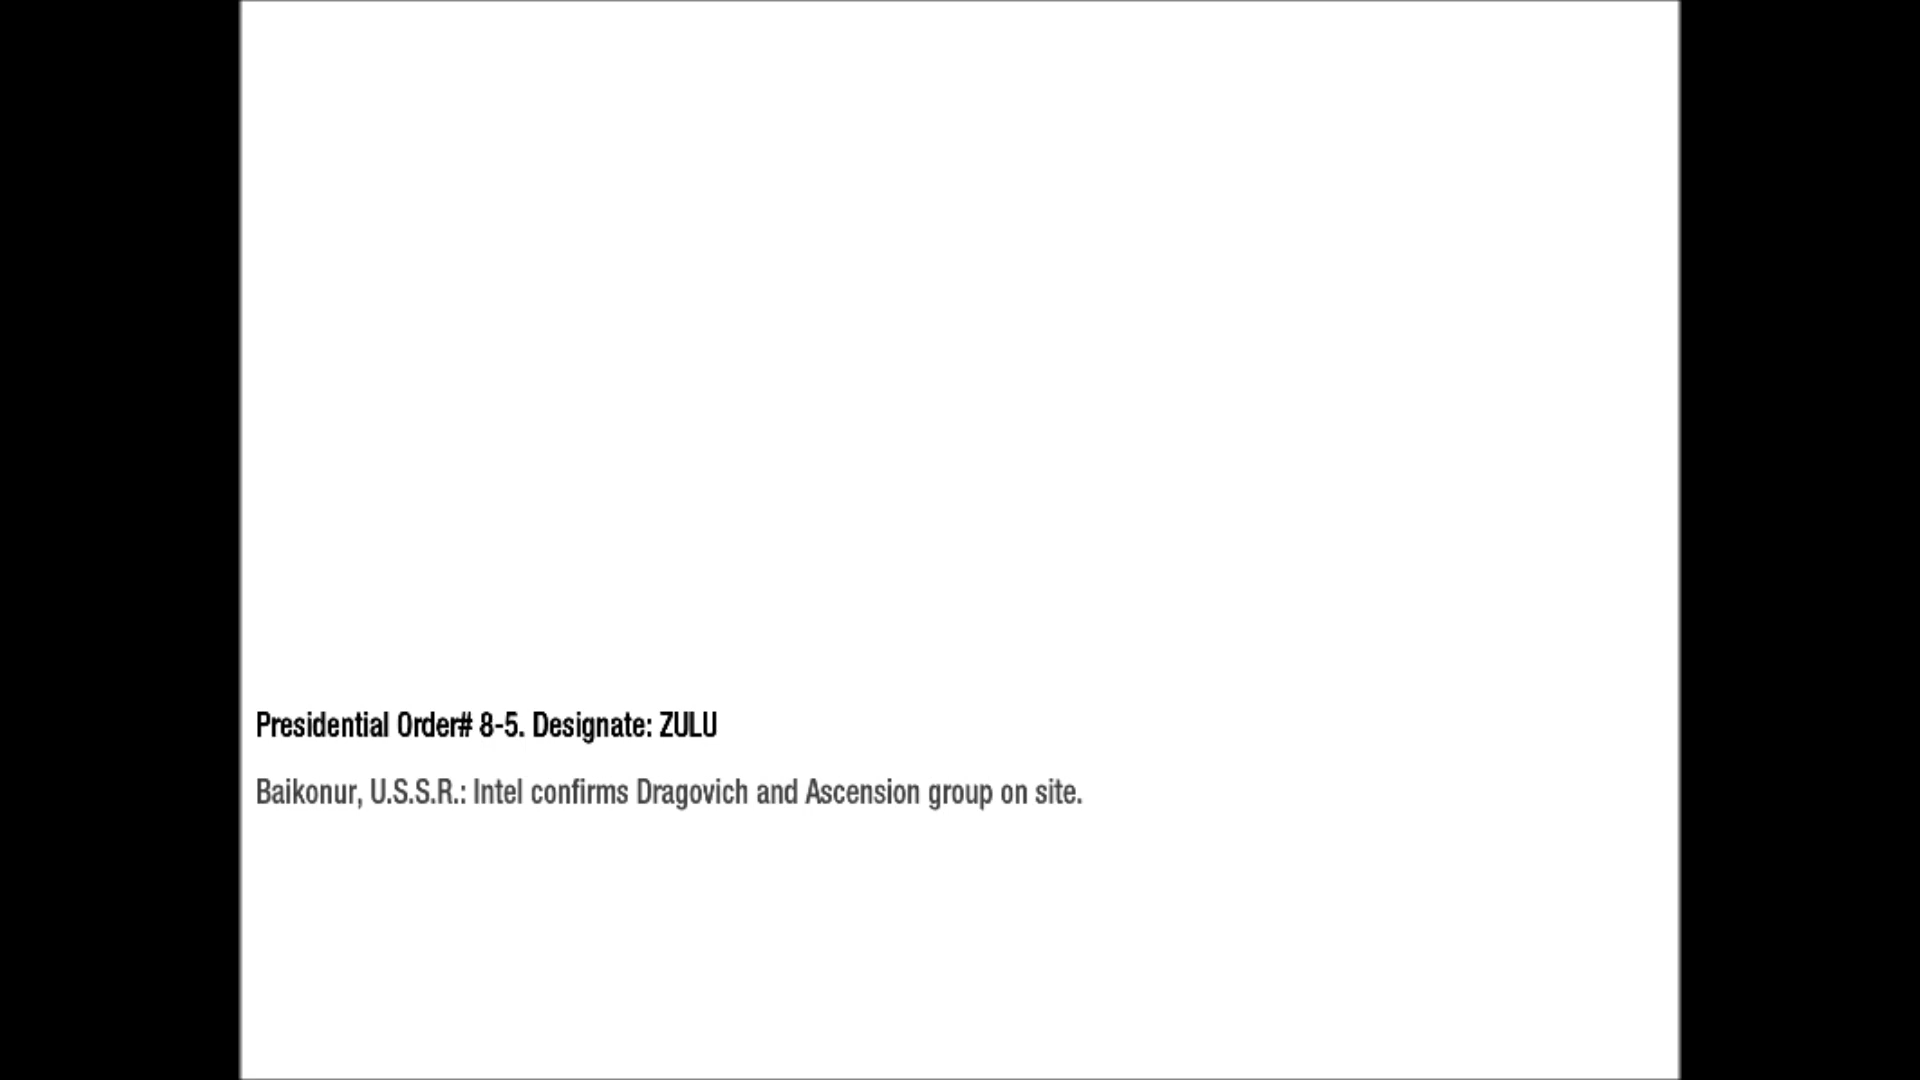 Presidential Order# 8-5. Designate: ZULU
Baikonur, U.S.S.R.: Intel confirms Dragovich and Ascension group on site.